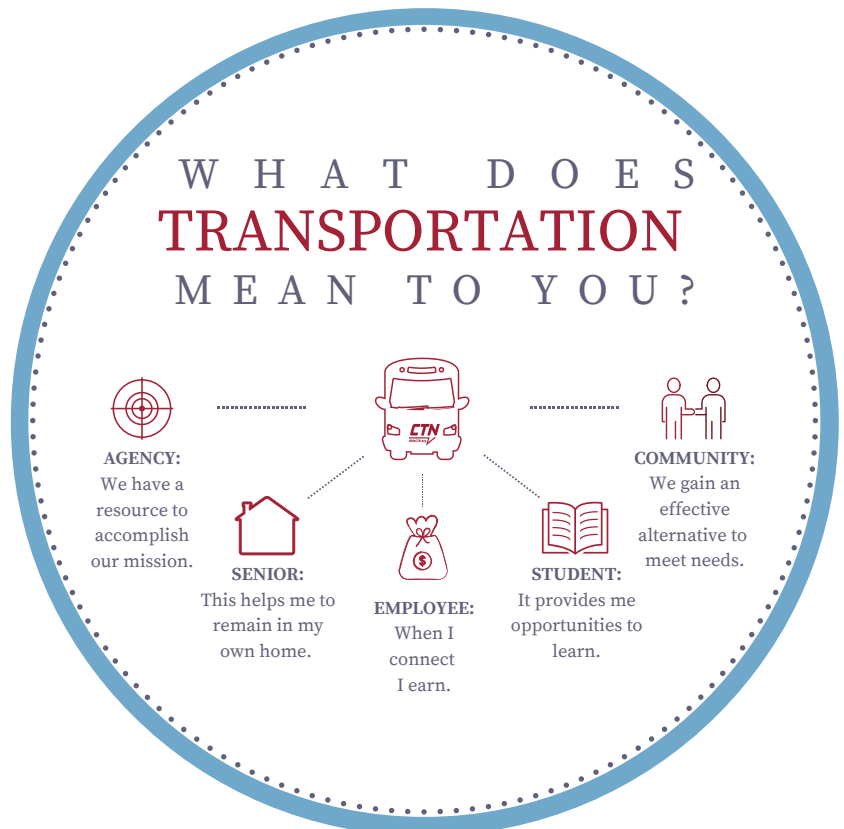 WHAT DOES
TRANSPORTATION
MEAN TO YOU?
CTN
AGENCY:
We have a
resource to
accomplish
our mission.
SENIOR:
This helps me to
remain in my
own home.
EMPLOYEE:
When I
connect
I earn.
STUDENT:
It provides me
opportunities to
learn.
COMMUNITY:
We gain an
effective
alternative to
meet needs.
$